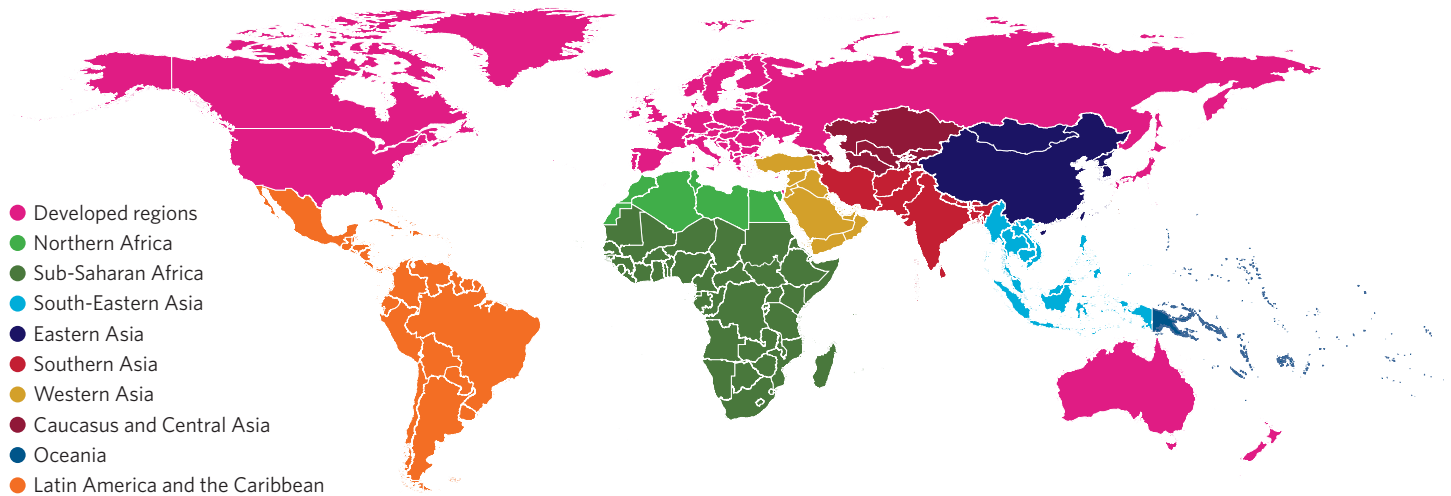 Developed regions
Northern Africa
Sub-Saharan Africa
South-Eastern Asia
Eastern Asia
Southern Asia
Western Asia
Caucasus and Central Asia
Oceania
Latin America and the Caribbean